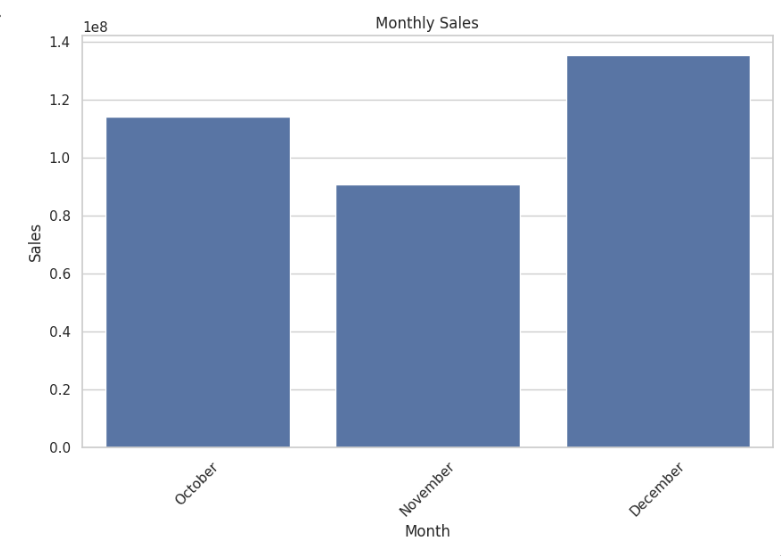 Monthly Sales
1e8
1.4
1.2
1.0
0.8
0.6
0.4
0.2
0.0
Sales
October
November
December
Month